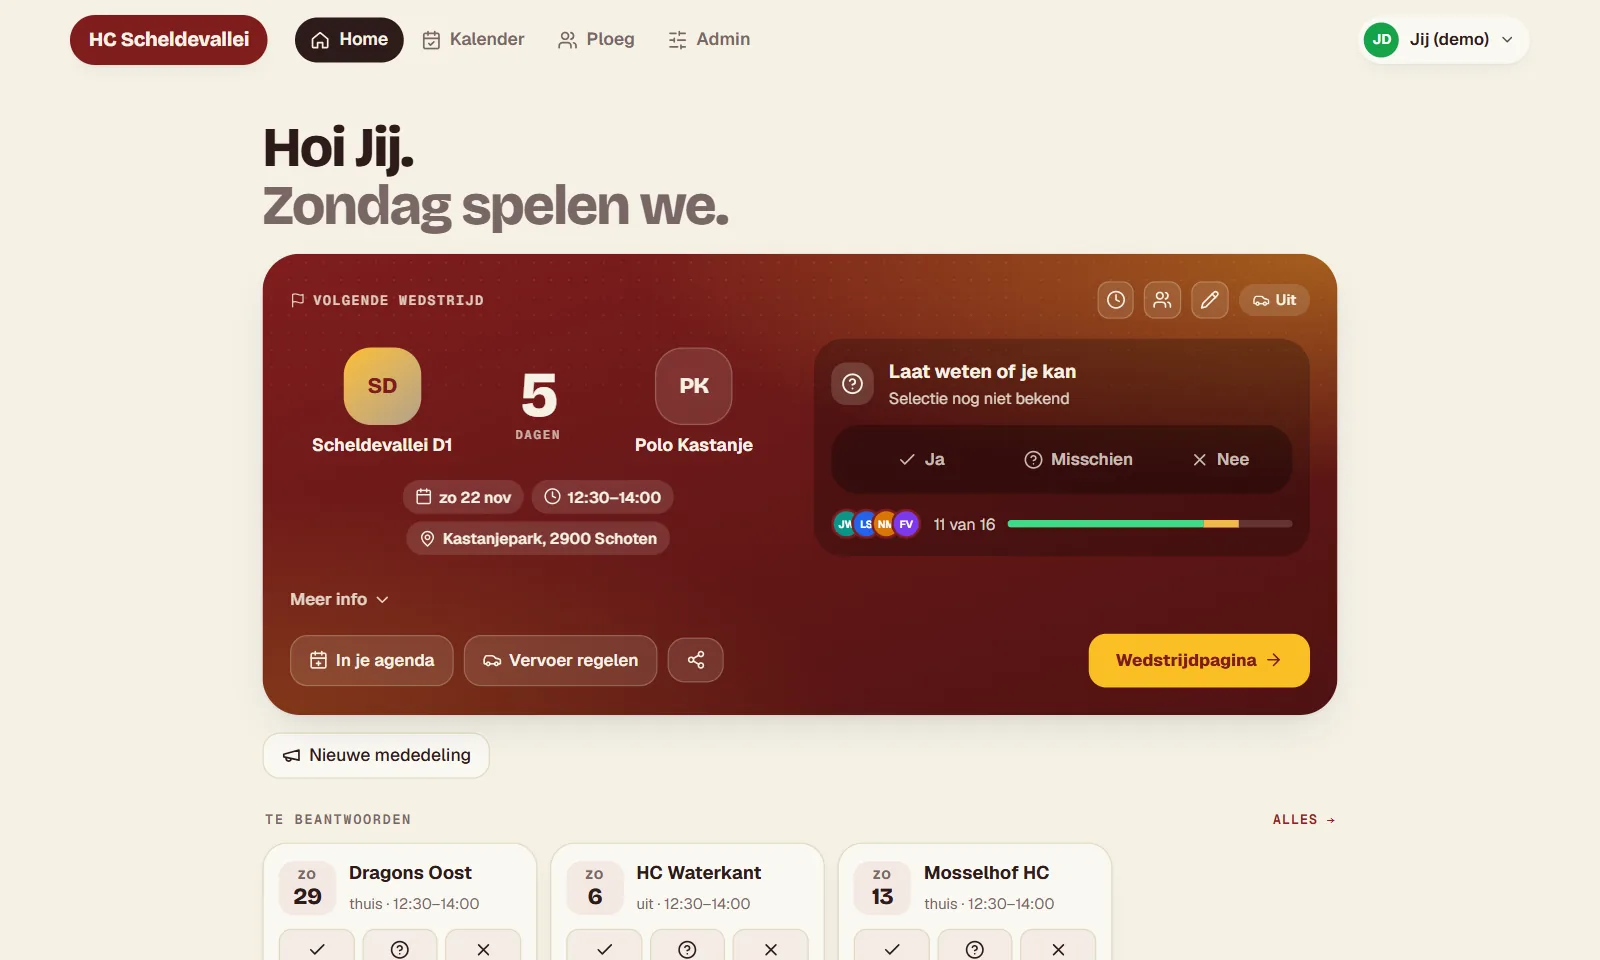 HC Scheldevallei
Home
Kalender
Ploeg
Admin
JD
Jij (demo)
Hoi Jij.
Zondag spelen we.
VOLGENDE WEDSTRIJD
Uit
SD
Scheldevallei D1
5
DAGEN
PK
Polo Kastanje
zo 22 nov
12:30–14:00
Kastanjepark, 2900 Schoten
Laat weten of je kan
Selectie nog niet bekend
Ja
Misschien
Nee
JW
LS
NM
FV
11 van 16
Meer info
In je agenda
Vervoer regelen
Wedstrijdpagina →
Nieuwe mededeling
TE BEANTWOORDEN
ALLES →
ZO
29
Dragons Oost
thuis · 12:30–14:00
ZO
6
HC Waterkant
uit · 12:30–14:00
ZO
13
Mosselhof HC
thuis · 12:30–14:00